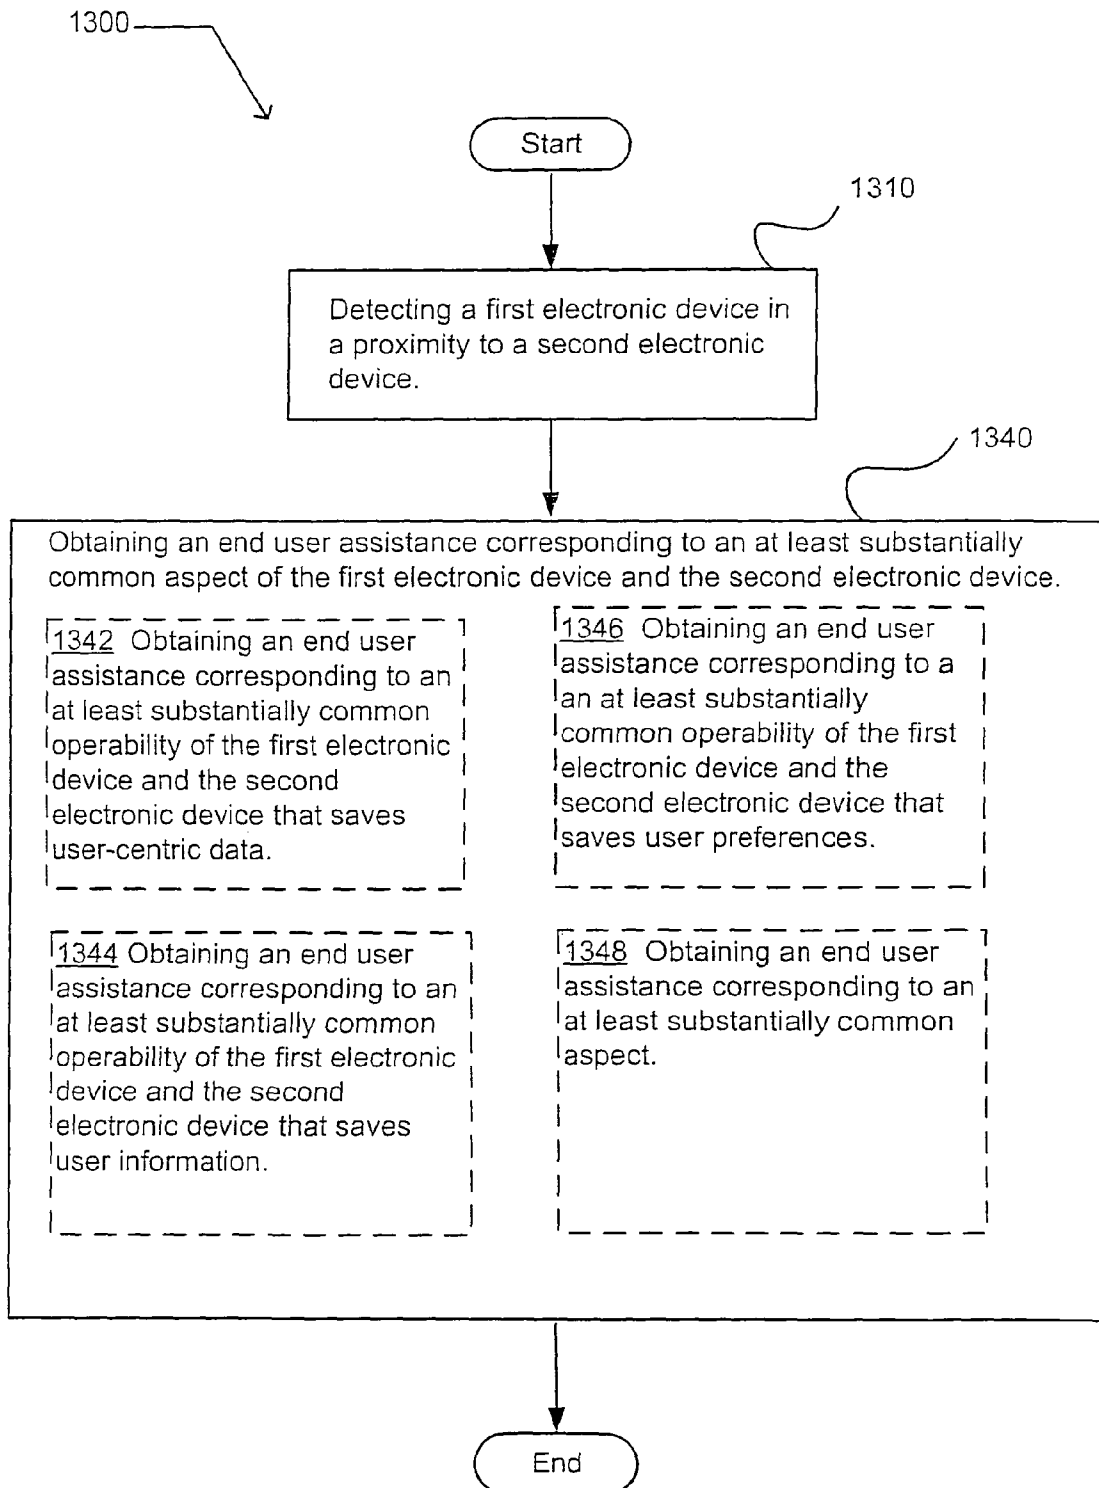 1300
Start
1310
Detecting a first electronic device in
a proximity to a second electronic
device.
1340
Obtaining an end user assistance corresponding to an at least substantially
common aspect of the first electronic device and the second electronic device.
1342 Obtaining an end user
assistance corresponding to an
at least substantially common
operability of the first electronic
device and the second
electronic device that saves
user-centric data.
1346 Obtaining an end user
assistance corresponding to a
an at least substantially
common operability of the first
electronic device and the
second electronic device that
saves user preferences.
1344 Obtaining an end user
assistance corresponding to an
at least substantially common
operability of the first electronic
device and the second
electronic device that saves
user information.
1348 Obtaining an end user
assistance corresponding to an
at least substantially common
aspect.
End